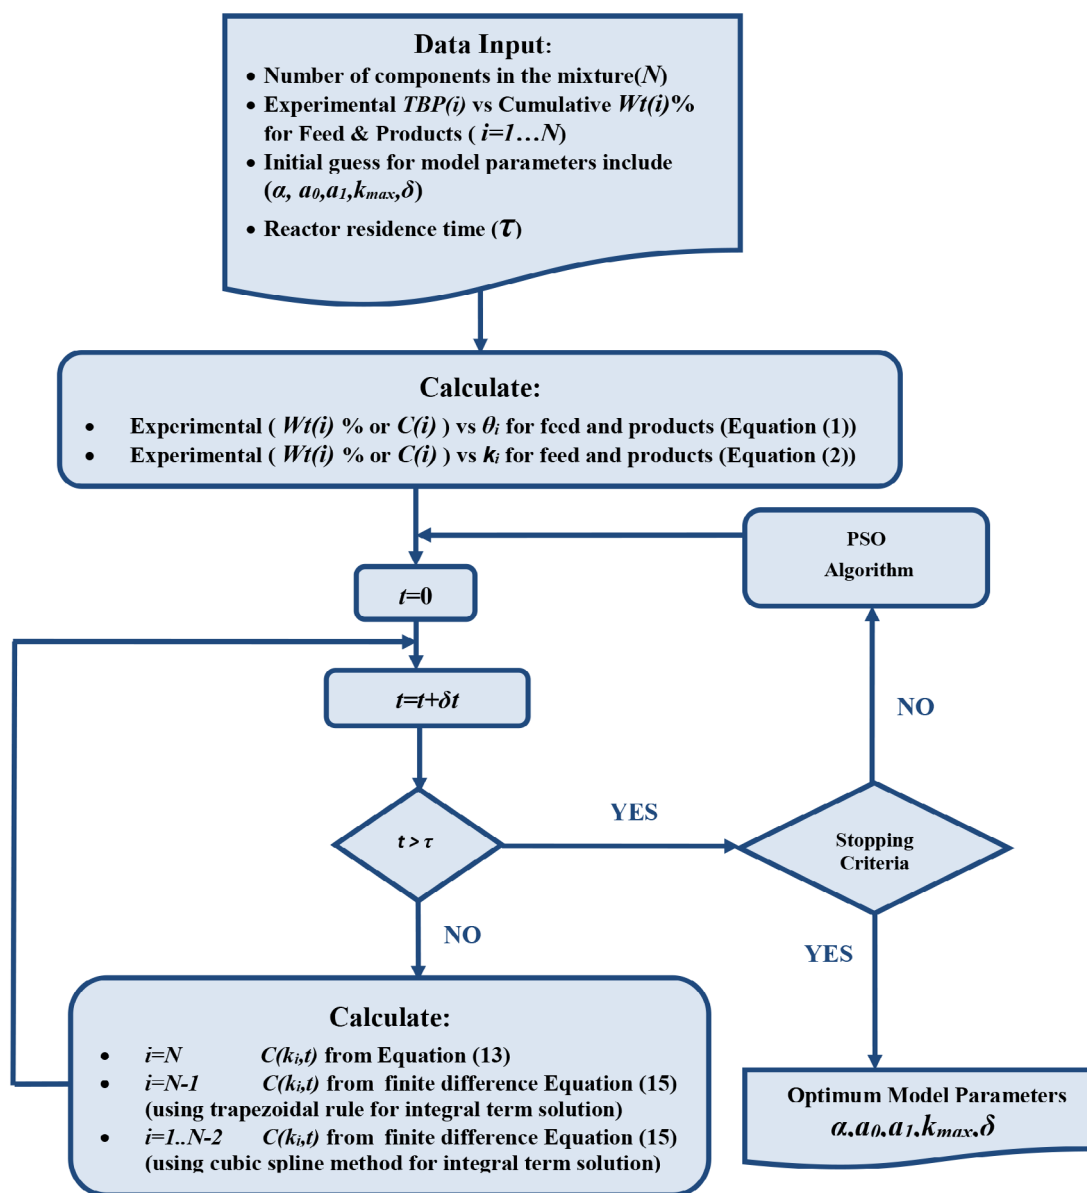 Data Input:
• Number of components in the mixture(N)
• Experimental TBP(i) vs Cumulative Wt(i)%
for Feed & Products ( i=1…N)
• Initial guess for model parameters include
(α, a₀,a₁,kmax,δ)
• Reactor residence time (τ)
Calculate:
• Experimental ( Wt(i) % or C(i) ) vs θᵢ for feed and products (Equation (1))
• Experimental ( Wt(i) % or C(i) ) vs kᵢ for feed and products (Equation (2))
PSO
Algorithm
t=0
t=t+δt
NO
YES
t > τ
Stopping
Criteria
NO
YES
Calculate:
• i=N C(kᵢ,t) from Equation (13)
• i=N-1 C(kᵢ,t) from finite difference Equation (15)
(using trapezoidal rule for integral term solution)
• i=1..N-2 C(kᵢ,t) from finite difference Equation (15)
(using cubic spline method for integral term solution)
Optimum Model Parameters
α,a₀,a₁,kmax,δ